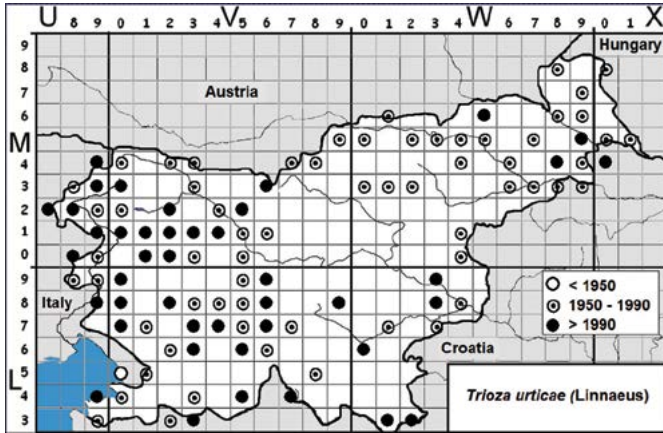 U 8 9 0 1 2 3 V 5 6 7 8 9 0 1 2 3 4 W 6 7 8 9 0 1 X
9
Hungary
8
Austria
7
6
M
4
3
2
1
0
9
< 1950
Italy
8
1950 - 1990
7
> 1990
6
Croatia
5
L
Trioza urticae (Linnaeus)
4
3